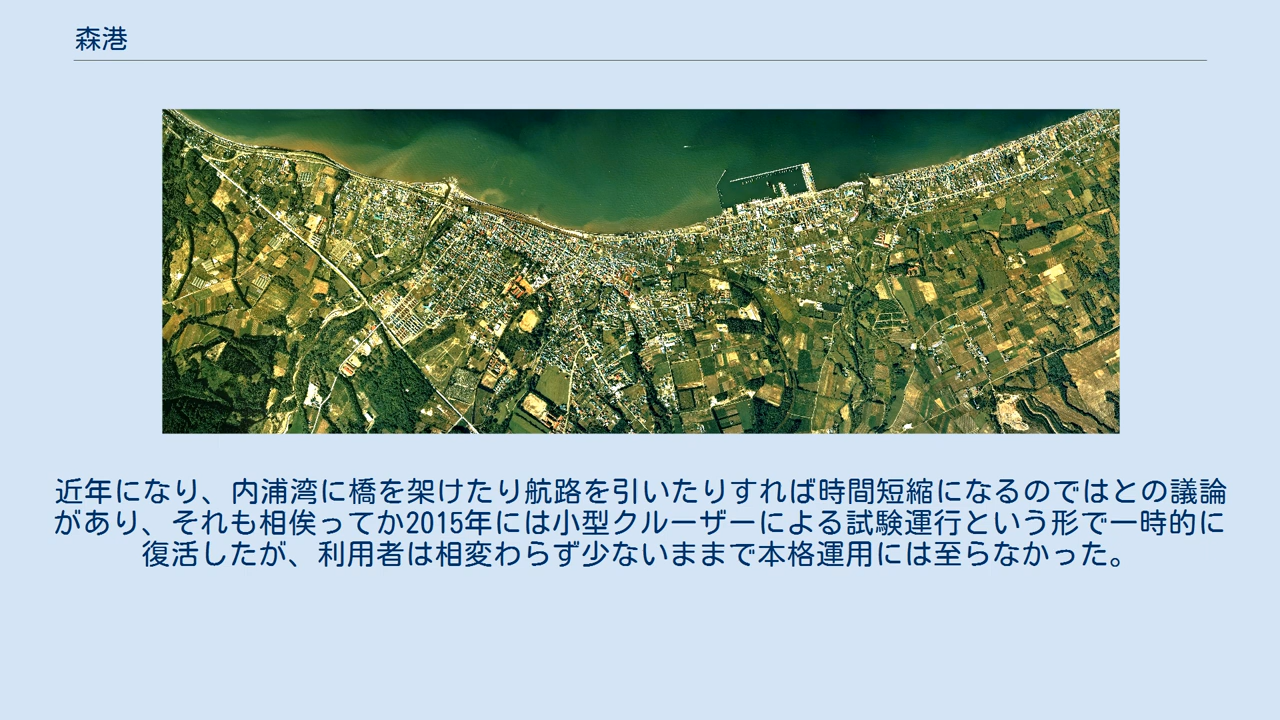 森港
近年になり、内浦湾に橋を架けたり航路を引いたりすれば時間短縮になるのではとの議論
があり、それも相俟ってか2015年には小型クルーザーによる試験運行という形で一時的に
復活したが、利用者は相変わらず少ないままで本格運用には至らなかった。